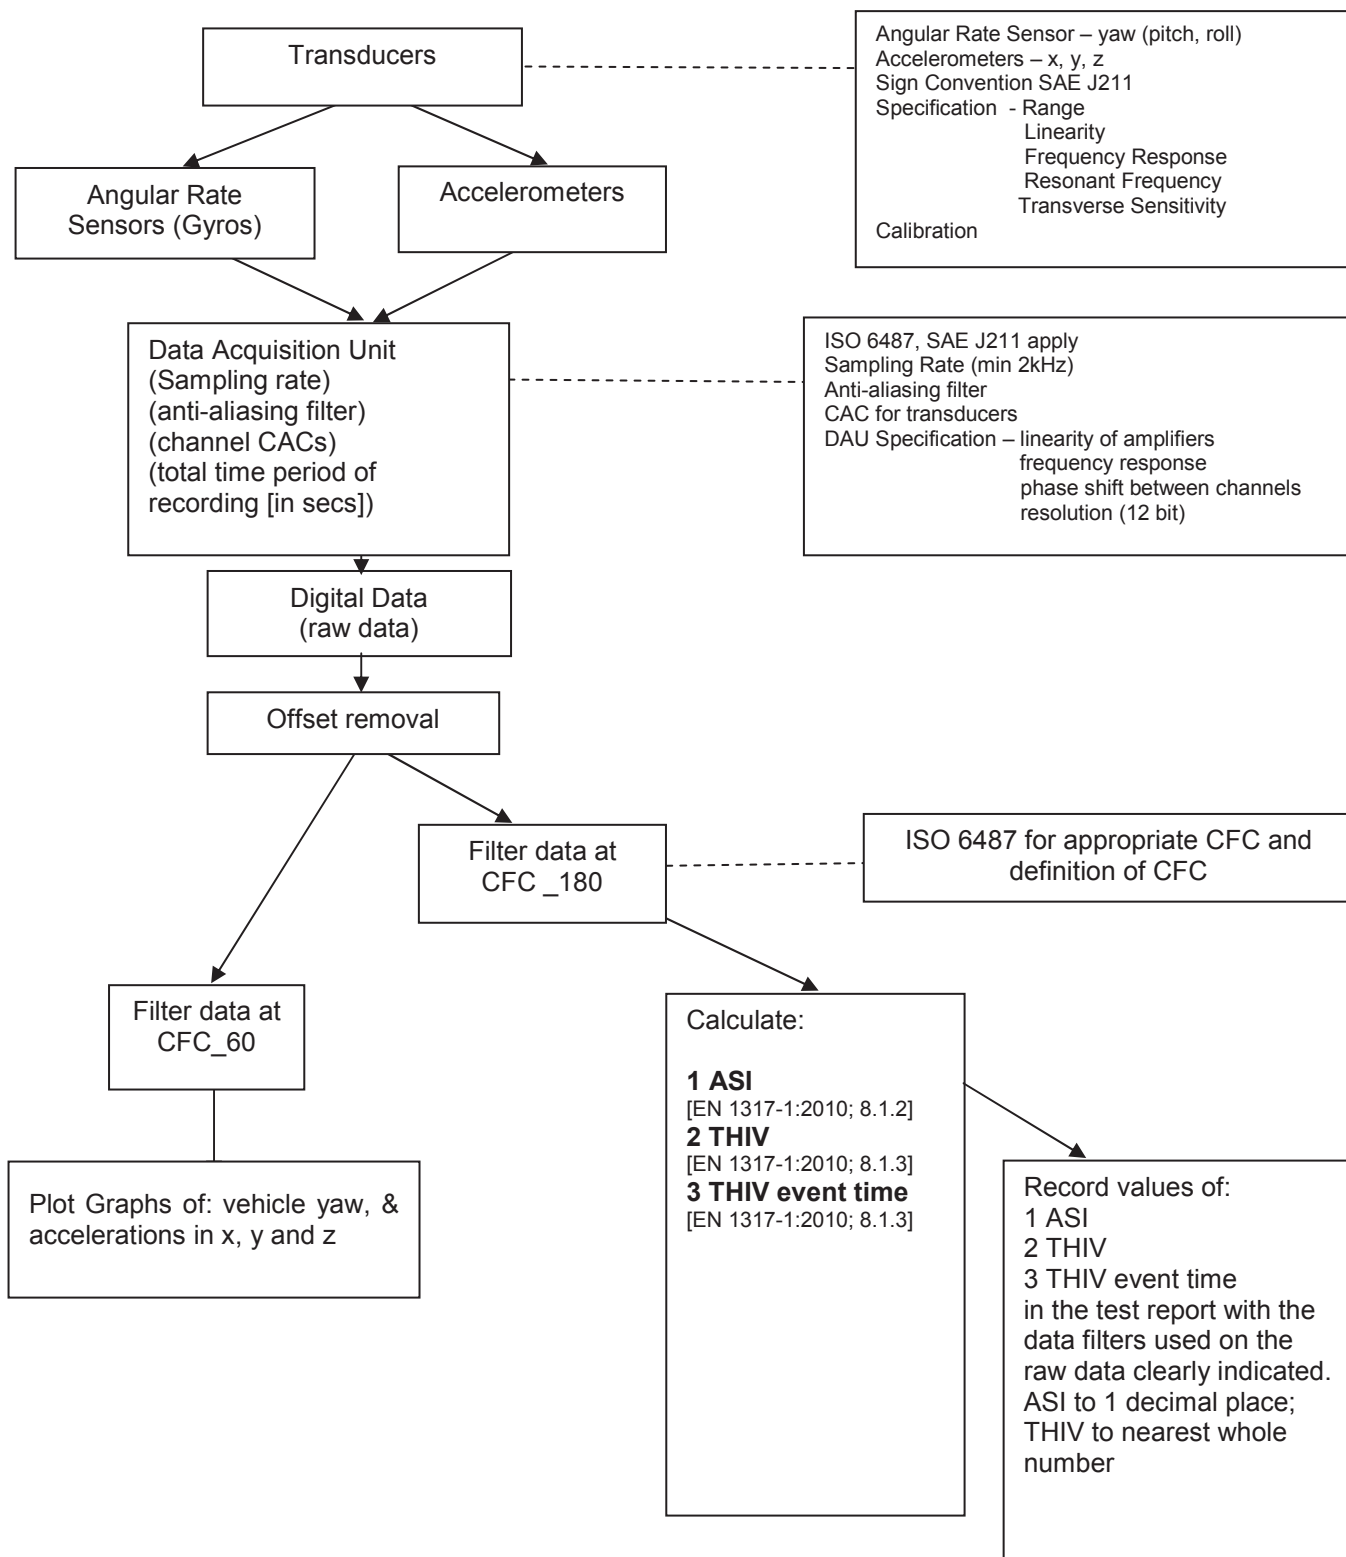 Transducers
Angular Rate Sensor – yaw (pitch, roll)
Accelerometers – x, y, z
Sign Convention SAE J211
Specification - Range
Linearity
Frequency Response
Resonant Frequency
Transverse Sensitivity
Calibration
Angular Rate
Sensors (Gyros)
Accelerometers
Data Acquisition Unit
(Sampling rate)
(anti-aliasing filter)
(channel CACs)
(total time period of
recording [in secs])
ISO 6487, SAE J211 apply
Sampling Rate (min 2kHz)
Anti-aliasing filter
CAC for transducers
DAU Specification – linearity of amplifiers
frequency response
phase shift between channels
resolution (12 bit)
Digital Data
(raw data)
Offset removal
Filter data at
CFC _180
ISO 6487 for appropriate CFC and
definition of CFC
Filter data at
CFC_60
Calculate:
1 ASI
[EN 1317-1:2010; 8.1.2]
2 THIV
[EN 1317-1:2010; 8.1.3]
3 THIV event time
[EN 1317-1:2010; 8.1.3]
Plot Graphs of: vehicle yaw, &
accelerations in x, y and z
Record values of:
1 ASI
2 THIV
3 THIV event time
in the test report with the
data filters used on the
raw data clearly indicated.
ASI to 1 decimal place;
THIV to nearest whole
number